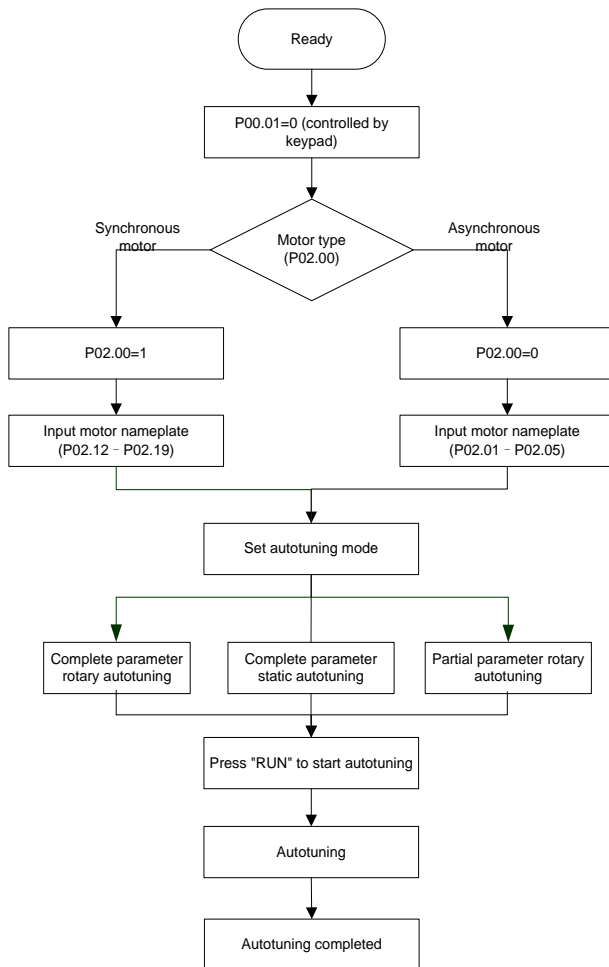 Ready
P00.01=0 (controlled by
keypad)
Synchronous
motor
Motor type
(P02.00)
Asynchronous
motor
P02.00=1
P02.00=0
Input motor nameplate
(P02.12﹣P02.19)
Input motor nameplate
(P02.01﹣P02.05)
Set autotuning mode
Complete parameter
rotary autotuning
Complete parameter
static autotuning
Partial parameter rotary
autotuning
Press "RUN" to start autotuning
Autotuning
Autotuning completed